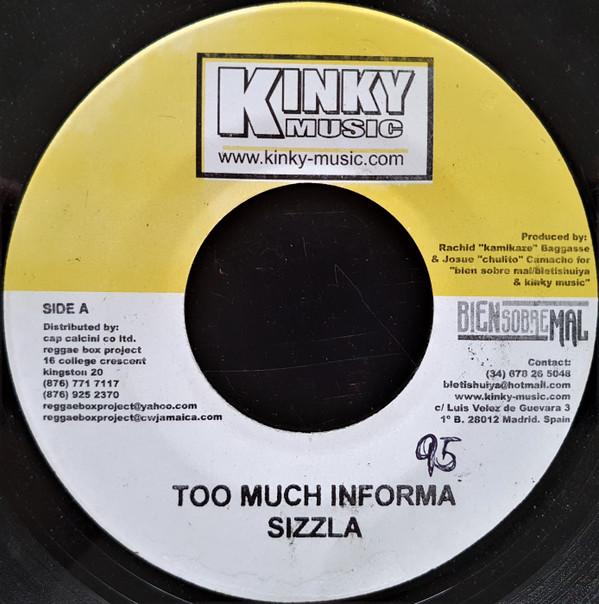 KINKY
MUSIC
www.kinky-music.com
Produced by:
Rachid "kamikaze" Baggasse
& Josue "chulito" Camacho for
"bien sobre mal/bletishuiya
& kinky music"
SIDE A
Distributed by:
cap calcini co ltd.
reggae box project
16 college crescent
kingston 20
(876) 771 7117
(876) 925 2370
reggaeboxproject@yahoo.com
reggaeboxproject@cwjamaica.com
BIEN SOBRE MAL
Contact:
(34) 678 26 5048
bletishuiya@hotmail.com
www.kinky-music.com
c/ Luis Velez de Guevara 3
1º B. 28012 Madrid. Spain
95
TOO MUCH INFORMA
SIZZLA